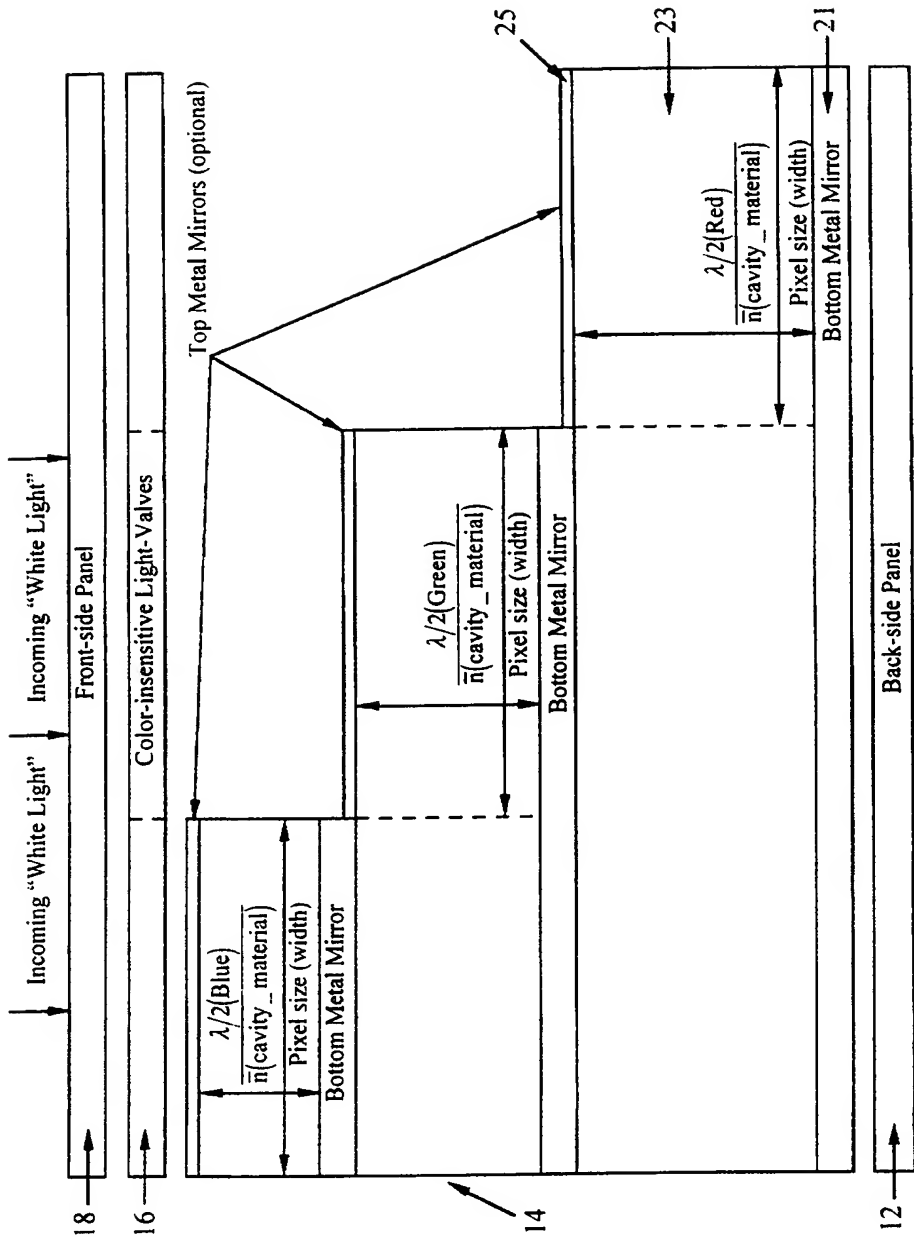 Incoming “White Light”
Incoming “White Light”
18
Front-side Panel
16
Color-insensitive Light-Valves
Top Metal Mirrors (optional)
λ/2(Blue)
n̄(cavity_material)
Pixel size (width)
Bottom Metal Mirror
λ/2(Green)
n̄(cavity_material)
Pixel size (width)
Bottom Metal Mirror
25
23
λ/2(Red)
n̄(cavity_material)
Pixel size (width)
21
Bottom Metal Mirror
14
12
Back-side Panel